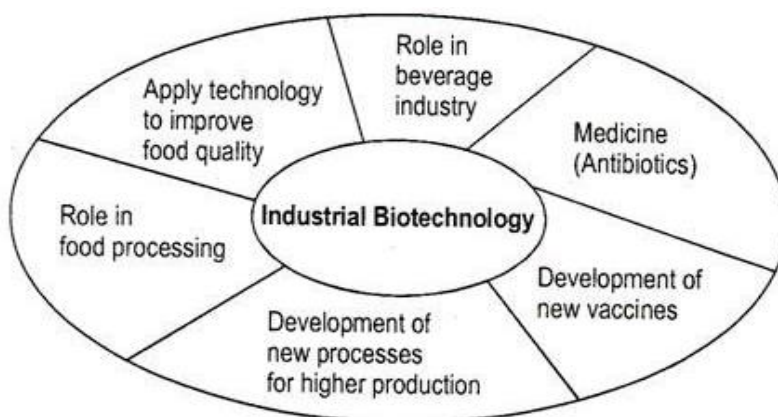 Role in
beverage
industry
Apply technology
to improve
food quality
Medicine
(Antibiotics)
Industrial Biotechnology
Role in
food processing
Development of
new vaccines
Development of
new processes
for higher production